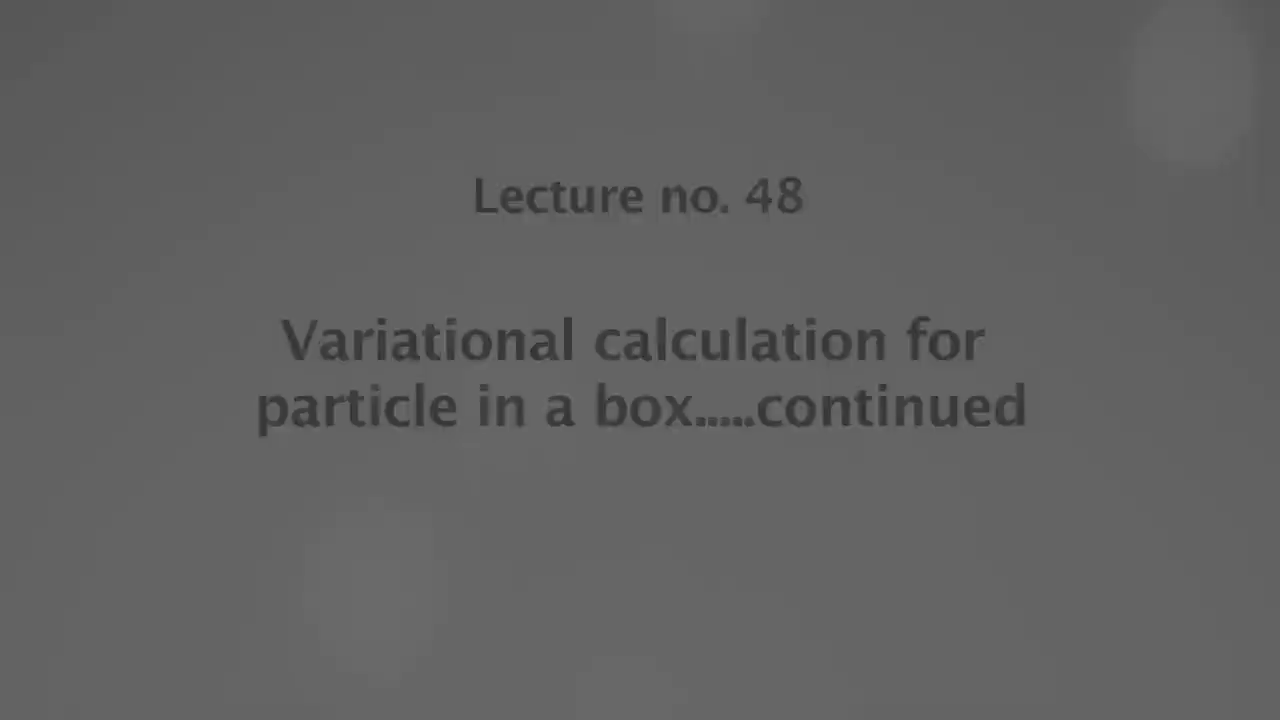 Lecture no. 48
Variational calculation for
particle in a box.....continued